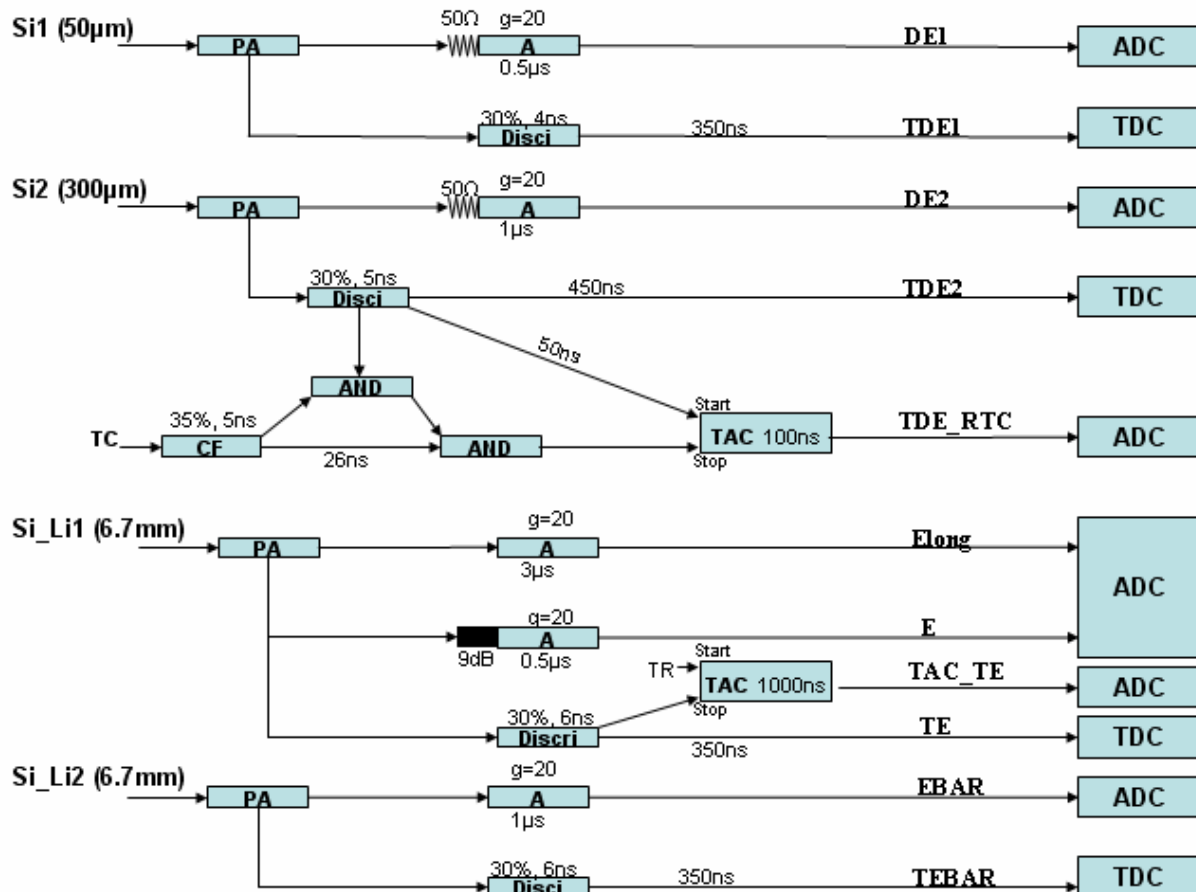 Si1 (50µm)
PA
50Ω
g=20
A
0.5µs
DE1
ADC
30%, 4ns
Disci
350ns
TDE1
TDC
Si2 (300µm)
PA
50Ω
g=20
A
1µs
DE2
ADC
30%, 5ns
Disci
450ns
TDE2
TDC
50ns
AND
TC
35%, 5ns
CF
26ns
AND
Start
TAC 100ns
Stop
TDE_RTC
ADC
Si_Li1 (6.7mm)
PA
g=20
A
3µs
Elong
ADC
9dB
g=20
A
0.5µs
E
TR
Start
TAC 1000ns
Stop
TAC_TE
ADC
30%, 6ns
Discri
350ns
TE
TDC
Si_Li2 (6.7mm)
PA
g=20
A
1µs
EBAR
ADC
30%, 6ns
Disci
350ns
TEBAR
TDC